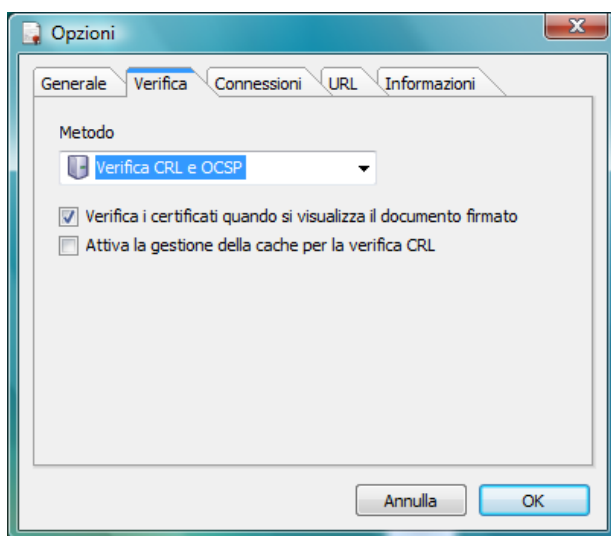 Opzioni
Generale Verifica Connessioni URL Informazioni
Metodo
Verifica CRL e OCSP
Verifica i certificati quando si visualizza il documento firmato
Attiva la gestione della cache per la verifica CRL
Annulla OK